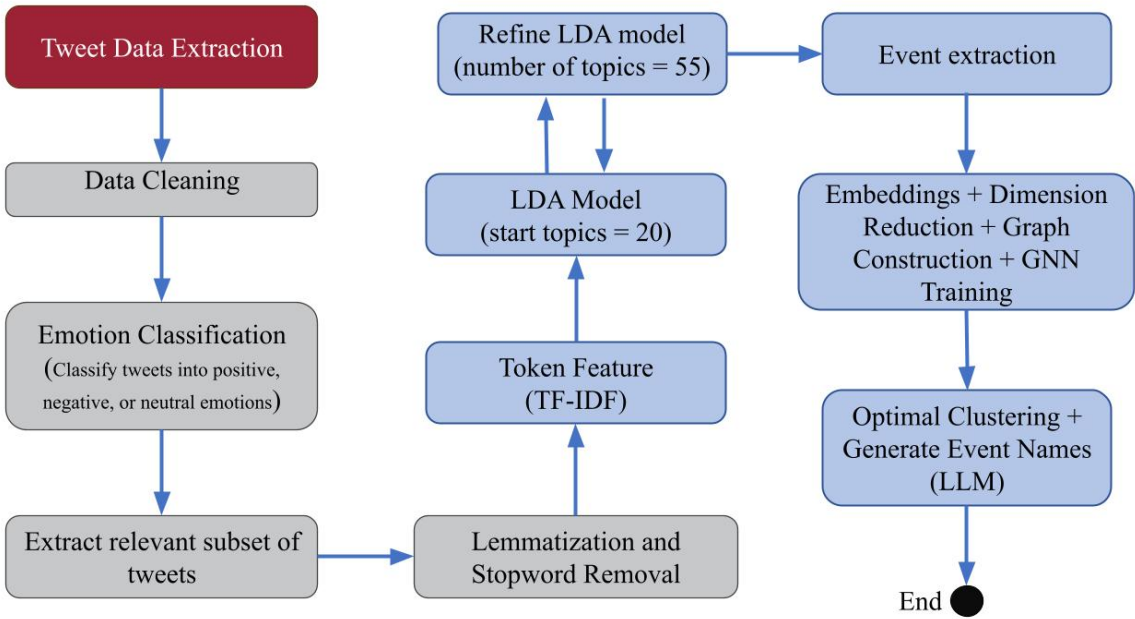 Tweet Data Extraction
Data Cleaning
Emotion Classification
(Classify tweets into positive,
negative, or neutral emotions)
Extract relevant subset of
tweets
Lemmatization and
Stopword Removal
Token Feature
(TF-IDF)
LDA Model
(start topics = 20)
Refine LDA model
(number of topics = 55)
Event extraction
Embeddings + Dimension
Reduction + Graph
Construction + GNN
Training
Optimal Clustering +
Generate Event Names
(LLM)
End